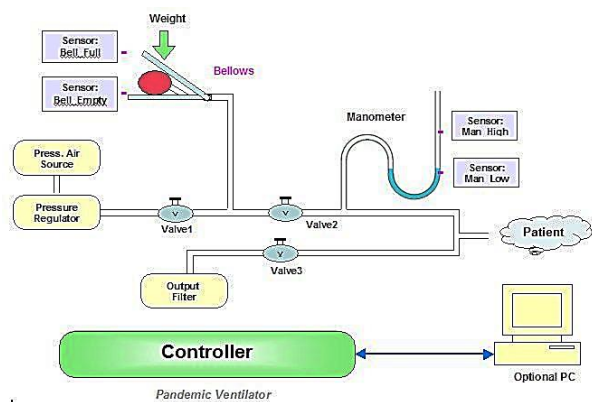 Weight
Sensor:
Bell_Full
Bellows
Sensor:
Bell_Empty
Manometer
Sensor:
Man_High
Sensor:
Man_Low
Press. Air
Source
Pressure
Regulator
V
Valve1
V
Valve2
V
Valve3
Patient
Output
Filter
Controller
Optional PC
Pandemic Ventilator